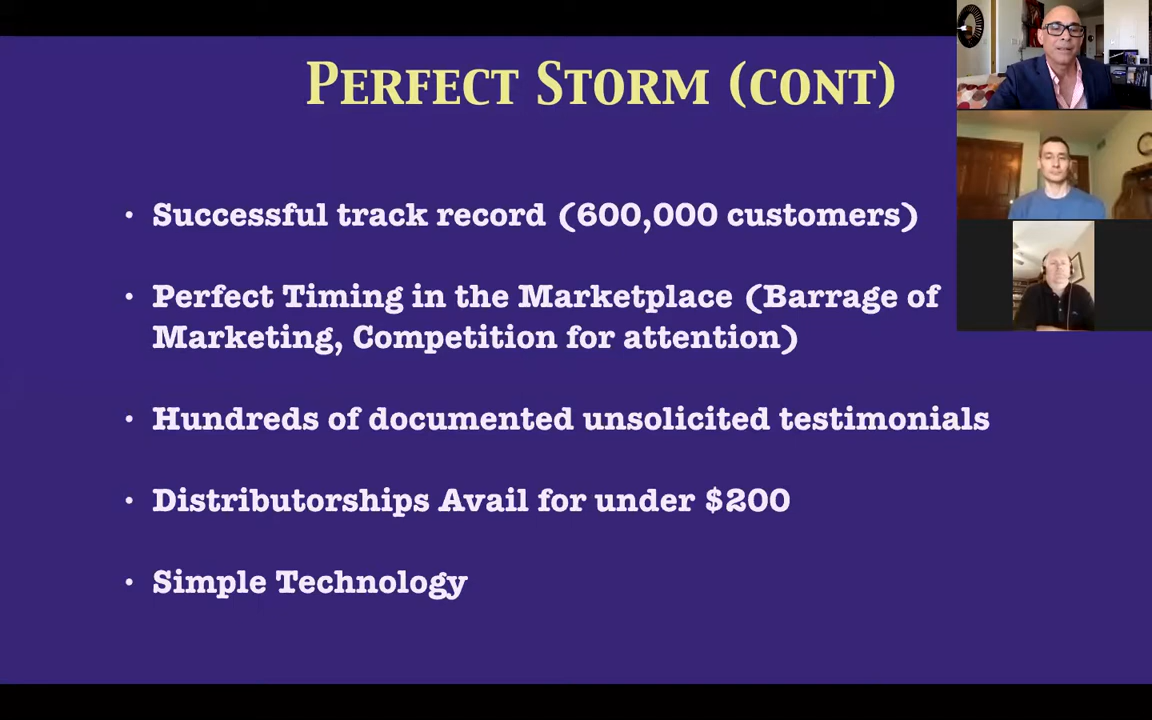 PERFECT STORM (CONT)
• Successful track record (600,000 customers)
• Perfect Timing in the Marketplace (Barrage of
Marketing, Competition for attention)
• Hundreds of documented unsolicited testimonials
• Distributorships Avail for under $200
• Simple Technology